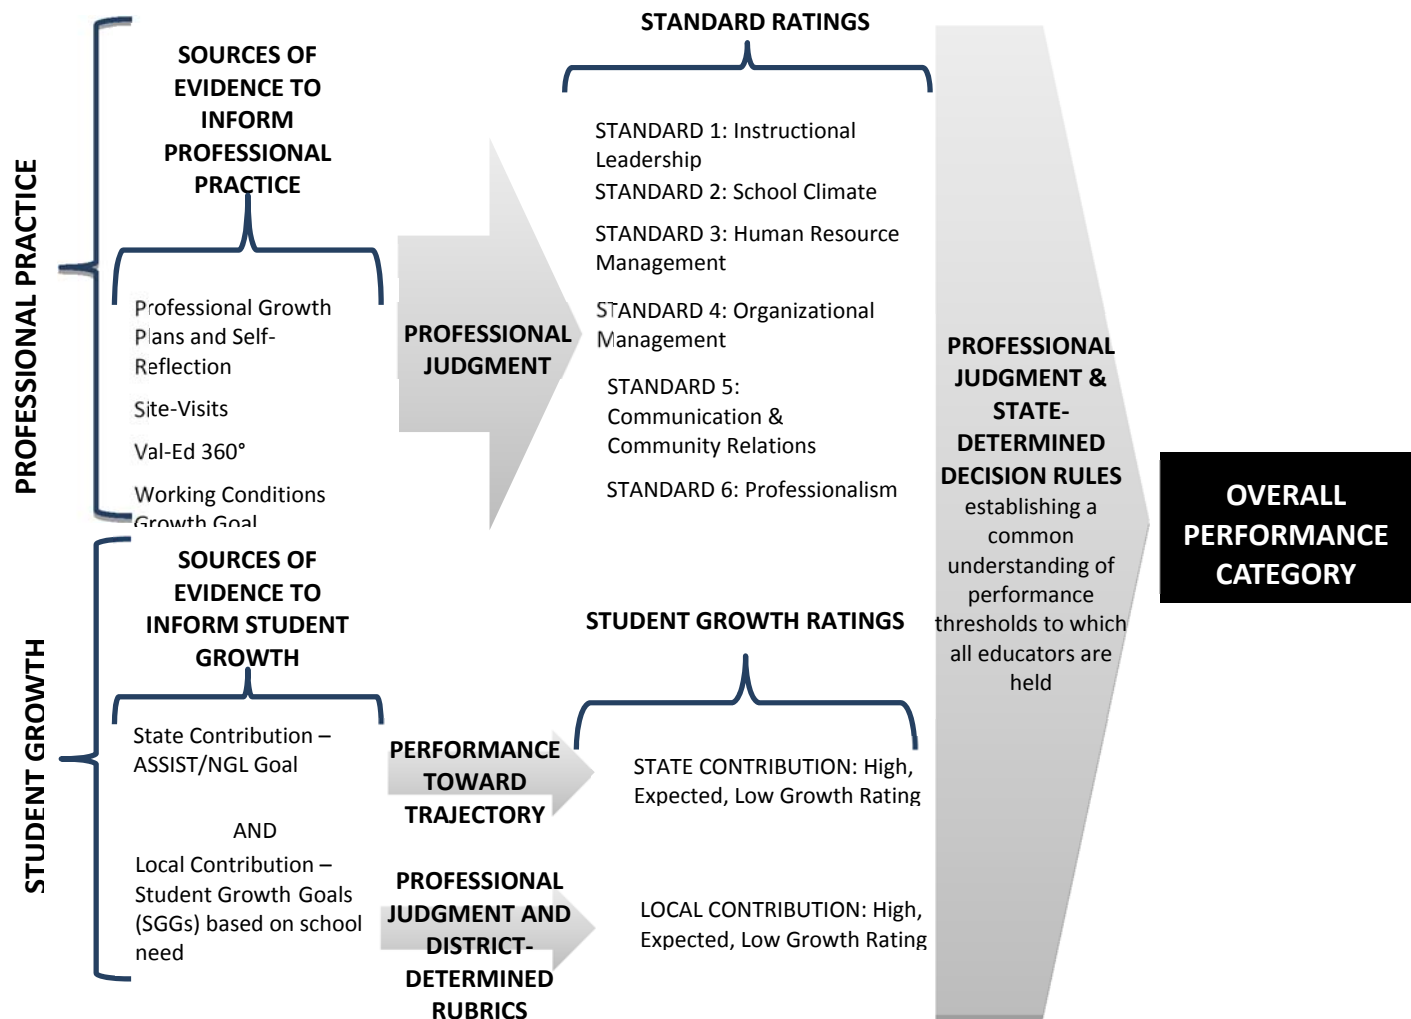 PROFESSIONAL PRACTICE
SOURCES OF
EVIDENCE TO
INFORM
PROFESSIONAL
PRACTICE
Professional Growth
Plans and Self-
Reflection
Site-Visits
Val-Ed 360°
Working Conditions
Growth Goal
PROFESSIONAL
JUDGMENT
STANDARD RATINGS
STANDARD 1: Instructional
Leadership
STANDARD 2: School Climate
STANDARD 3: Human Resource
Management
STANDARD 4: Organizational
Management
STANDARD 5:
Communication &
Community Relations
STANDARD 6: Professionalism
STUDENT GROWTH
SOURCES OF
EVIDENCE TO
INFORM STUDENT
GROWTH
State Contribution –
ASSIST/NGL Goal
AND
Local Contribution –
Student Growth Goals
(SGGs) based on school
need
PERFORMANCE
TOWARD
TRAJECTORY
PROFESSIONAL
JUDGMENT AND
DISTRICT-
DETERMINED
RUBRICS
STUDENT GROWTH RATINGS
STATE CONTRIBUTION: High,
Expected, Low Growth Rating
LOCAL CONTRIBUTION: High,
Expected, Low Growth Rating
PROFESSIONAL
JUDGMENT &
STATE-
DETERMINED
DECISION RULES
establishing a
common
understanding of
performance
thresholds to which
all educators are
held
OVERALL
PERFORMANCE
CATEGORY